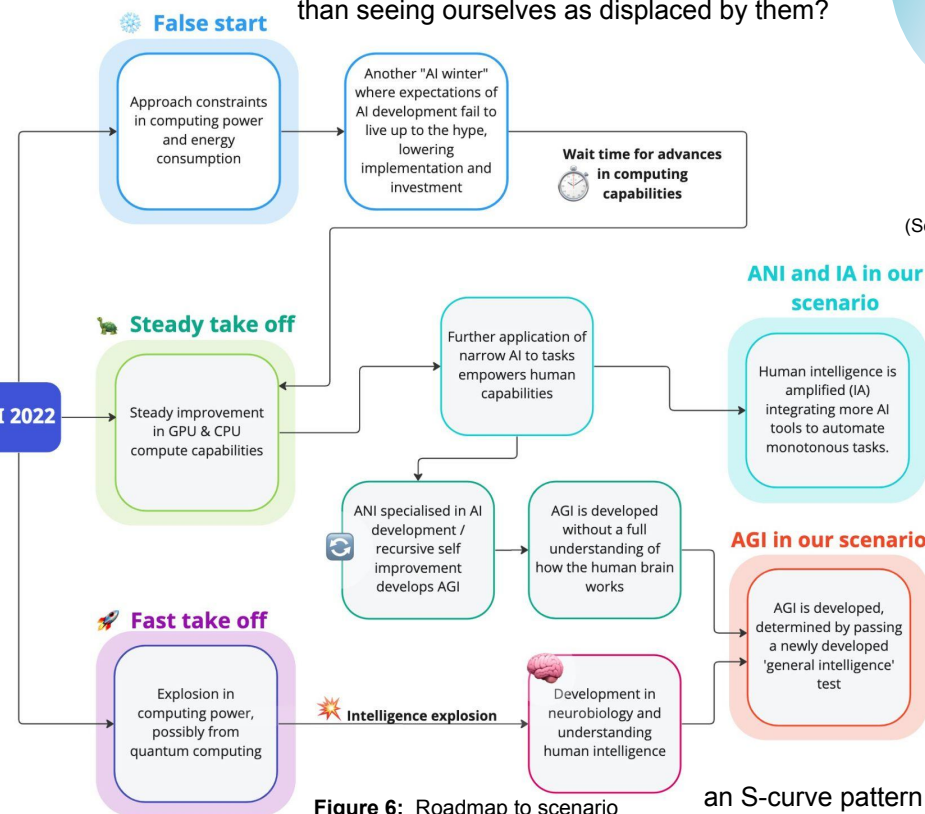 than seeing ourselves as displaced by them?
False start
Approach constraints
in computing power
and energy
consumption
Another "AI winter"
where expectations of
AI development fail to
live up to the hype,
lowering
implementation and
investment
Wait time for advances
in computing
capabilities
ANI and IA in our
scenario
Steady take off
Steady improvement
in GPU & CPU
compute capabilities
Further application of
narrow AI to tasks
empowers human
capabilities
Human intelligence is
amplified (IA)
integrating more AI
tools to automate
monotonous tasks.
I 2022
ANI specialised in AI
development /
recursive self
improvement
develops AGI
AGI is developed
without a full
understanding of
how the human brain
works
AGI in our scenario
AGI is developed,
determined by passing
a newly developed
'general intelligence'
test
Fast take off
Explosion in
computing power,
possibly from
quantum computing
Intelligence explosion
Development in
neurobiology and
understanding
human intelligence
Figure 6: Roadmap to scenario
an S-curve pattern